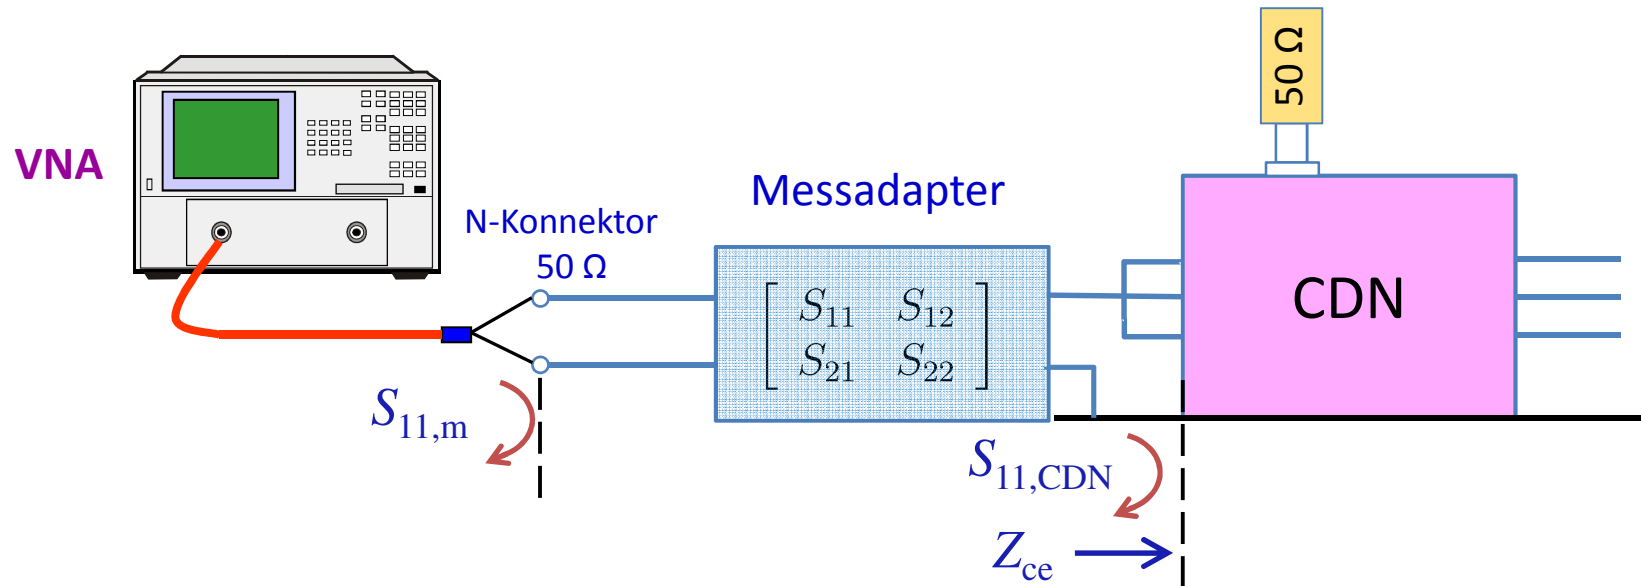 50 Ω
VNA
N-Konnektor
50 Ω
Messadapter
S11 S12
S21 S22
CDN
S11,m
S11,CDN
Zce